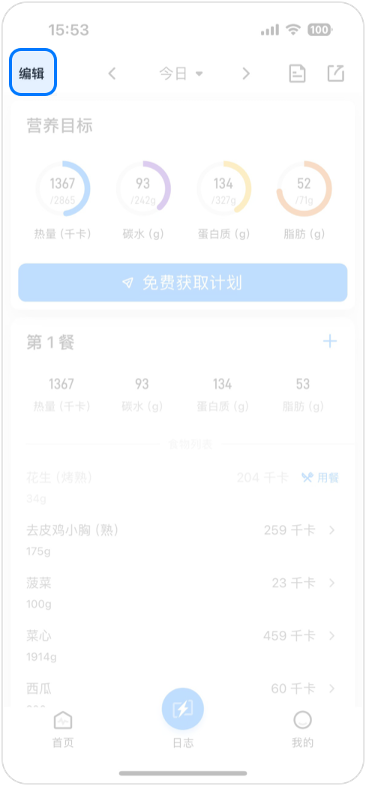 15:53
100
编辑
今日
营养目标
1367 93 134 52
/2865 /242g /327g /71g
热量 (千卡) 碳水 (g) 蛋白质 (g) 脂肪 (g)
免费获取计划
第 1 餐
1367 93 134 53
热量 (千卡) 碳水 (g) 蛋白质 (g) 脂肪 (g)
花生 (烤熟) 204 千卡 用餐
34g
去皮鸡小胸 (熟) 259 千卡
175g
菠菜 23 千卡
100g
菜心 459 千卡
1914g
西瓜 60 千卡
首页 日志 我的